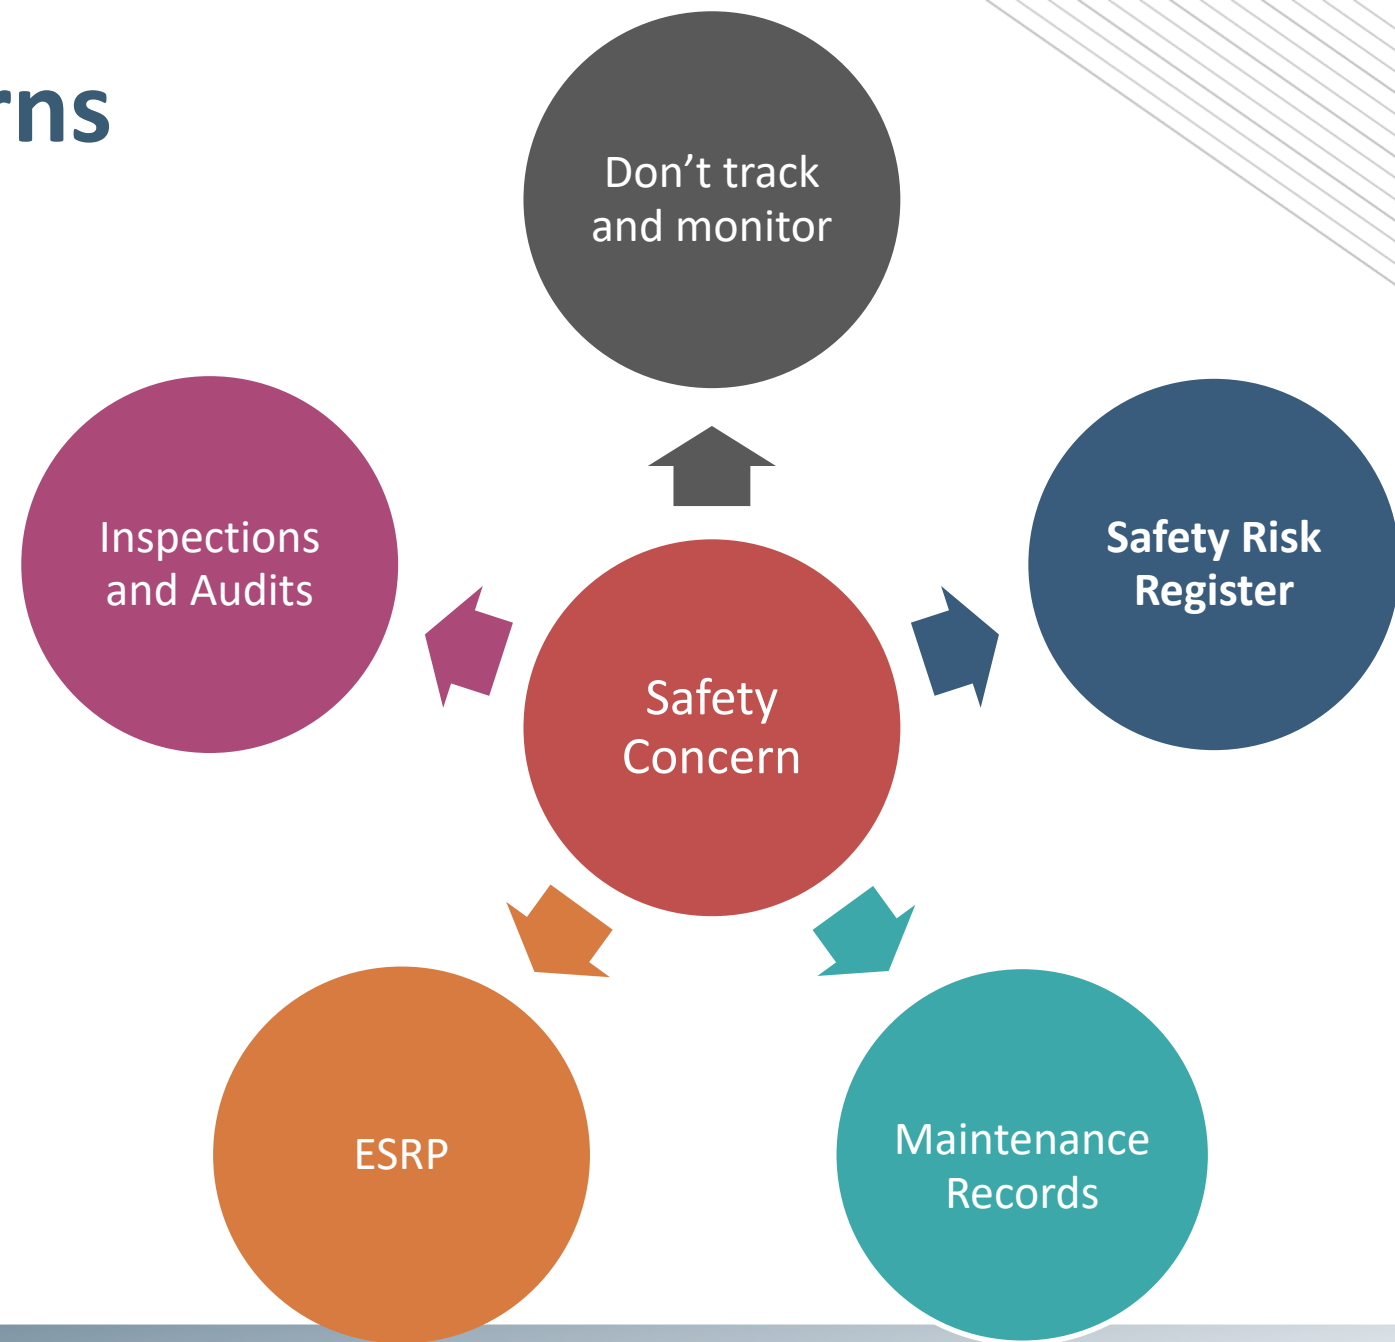 rns
Don’t track
and monitor
Inspections
and Audits
Safety Risk
Register
Safety
Concern
ESRP
Maintenance
Records